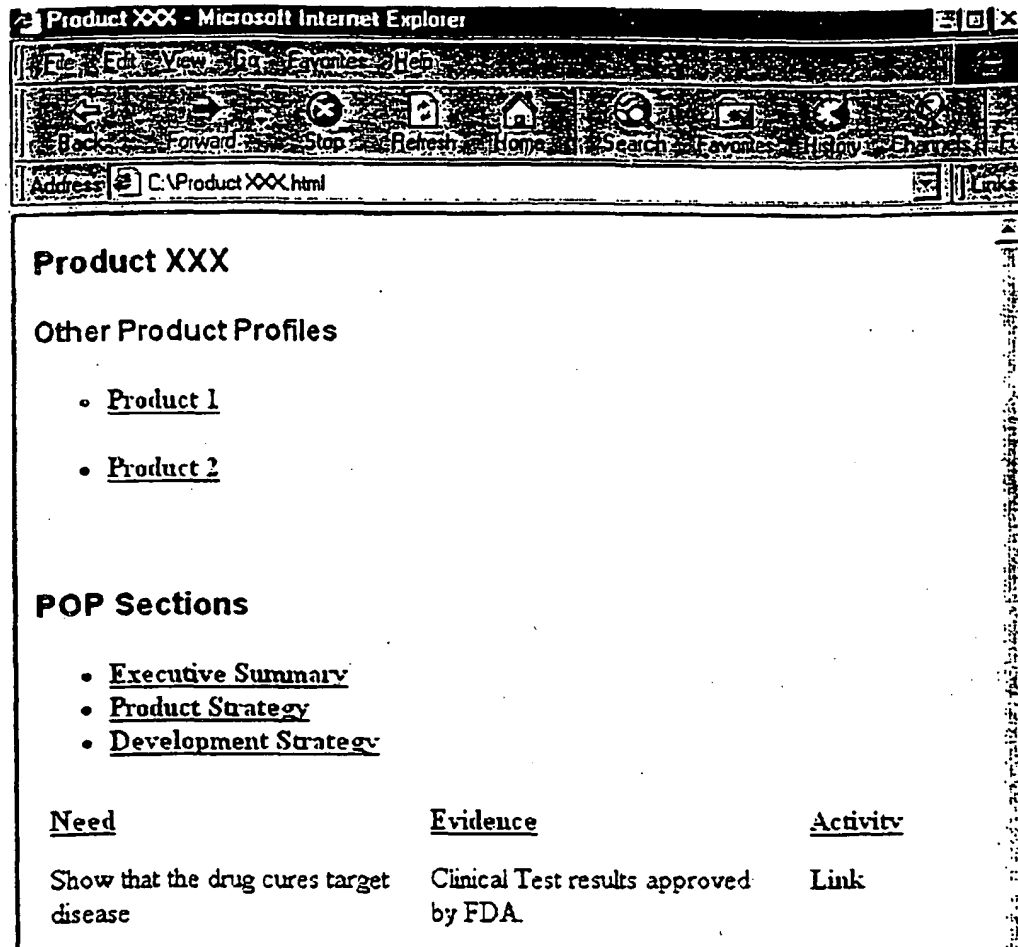 Product XXX - Microsoft Internet Explorer
File Edit View Go Favorites Help
Back Forward Stop Refresh Home Search Favorites History Channels
Address C:\Product XXX.html Links
Product XXX
Other Product Profiles
Product 1
Product 2
POP Sections
Executive Summary
Product Strategy
Development Strategy
Need Evidence Activity
Show that the drug cures target Clinical Test results approved Link
disease by FDA.